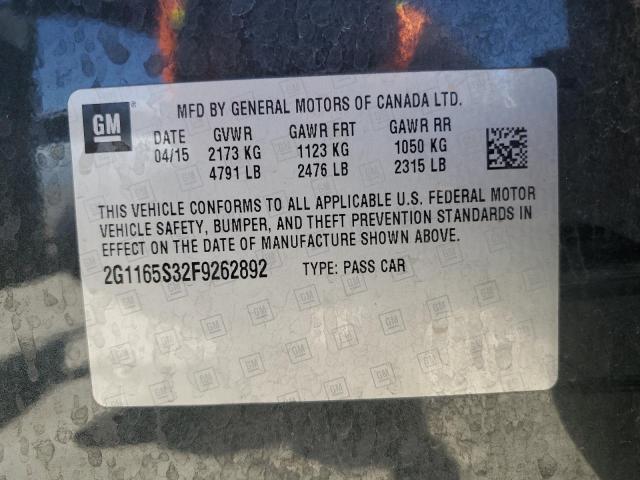 GM
MFD BY GENERAL MOTORS OF CANADA LTD.
DATE GVWR GAWR FRT GAWR RR
04/15 2173 KG 1123 KG 1050 KG
4791 LB 2476 LB 2315 LB
THIS VEHICLE CONFORMS TO ALL APPLICABLE U.S. FEDERAL MOTOR
VEHICLE SAFETY, BUMPER, AND THEFT PREVENTION STANDARDS IN
EFFECT ON THE DATE OF MANUFACTURE SHOWN ABOVE.
2G1165S32F9262892 TYPE: PASS CAR